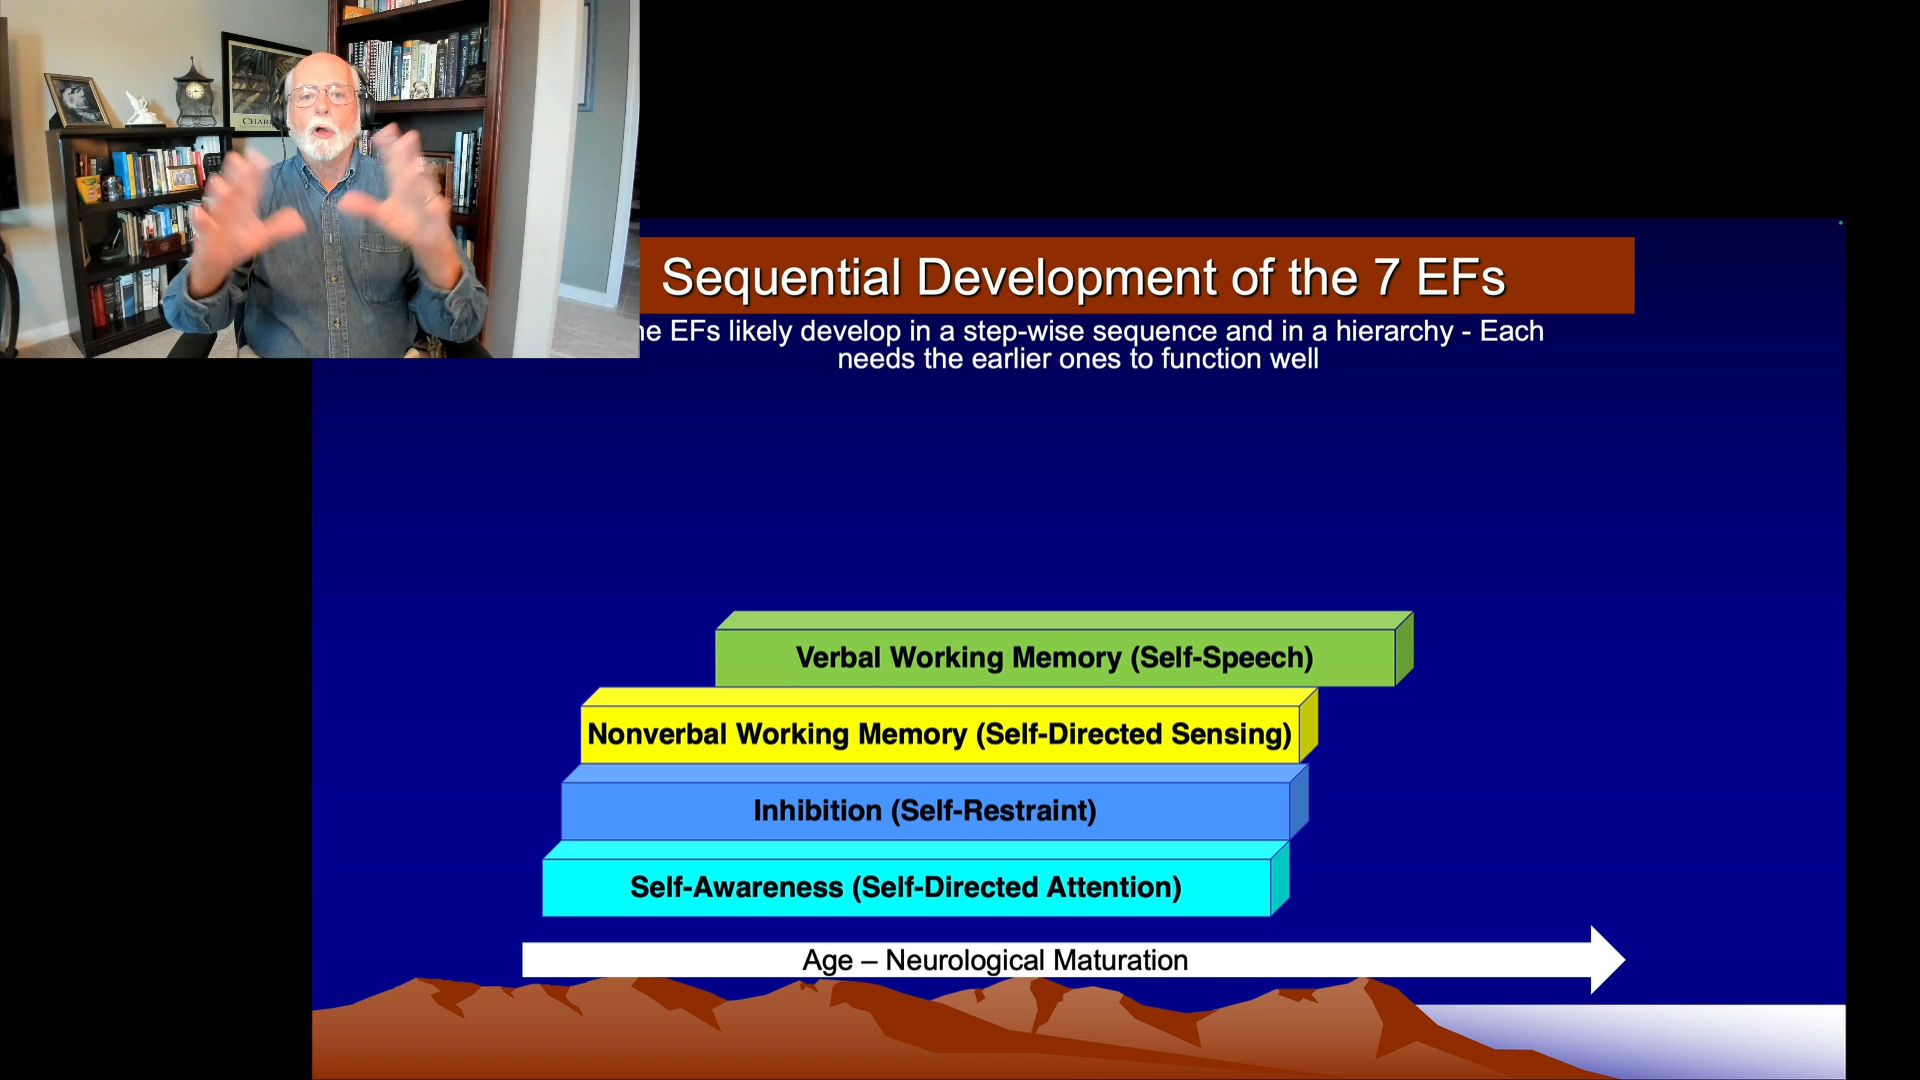 Sequential Development of the 7 EFs
EFs likely develop in a step-wise sequence and in a hierarchy - Each
needs the earlier ones to function well
Verbal Working Memory (Self-Speech)
Nonverbal Working Memory (Self-Directed Sensing)
Inhibition (Self-Restraint)
Self-Awareness (Self-Directed Attention)
Age – Neurological Maturation